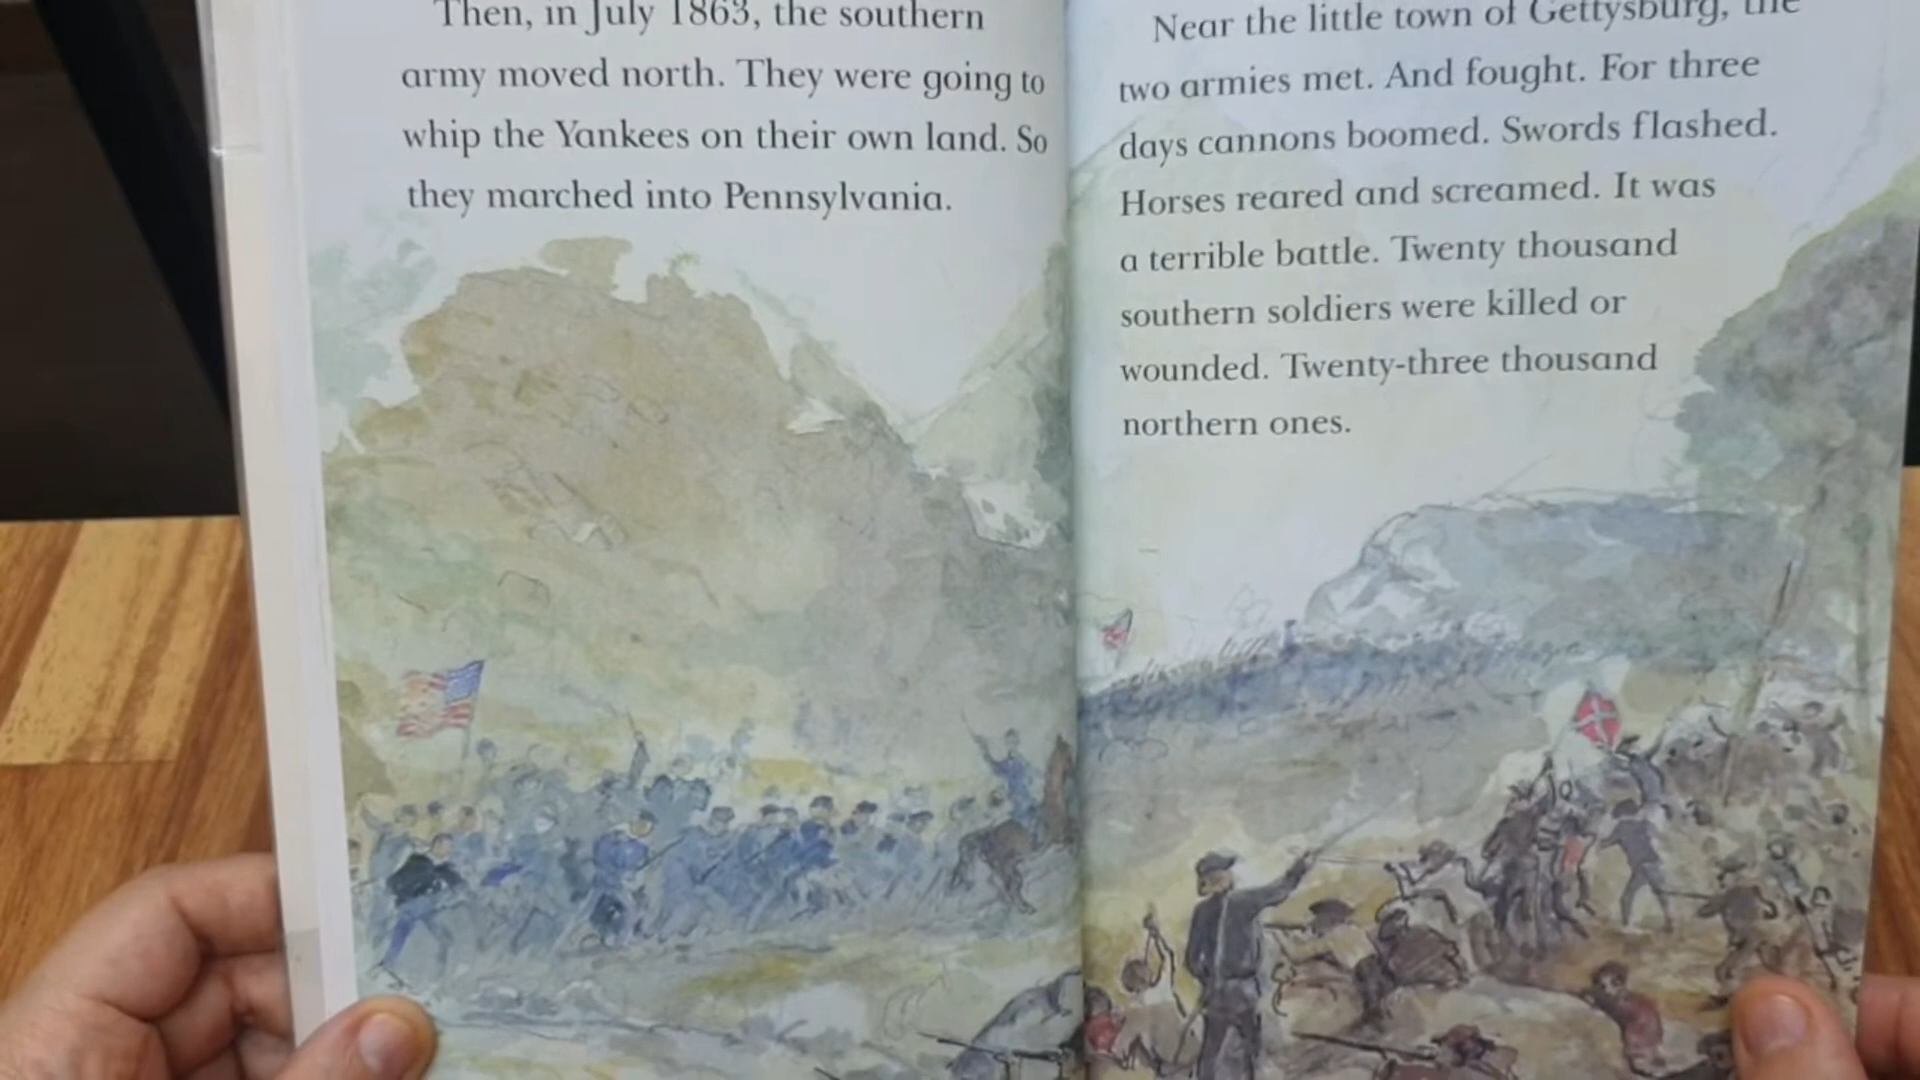 Then, in July 1863, the southern
army moved north. They were going to
whip the Yankees on their own land. So
they marched into Pennsylvania.
Near the little town of Gettysburg, the
two armies met. And fought. For three
days cannons boomed. Swords flashed.
Horses reared and screamed. It was
a terrible battle. Twenty thousand
southern soldiers were killed or
wounded. Twenty-three thousand
northern ones.